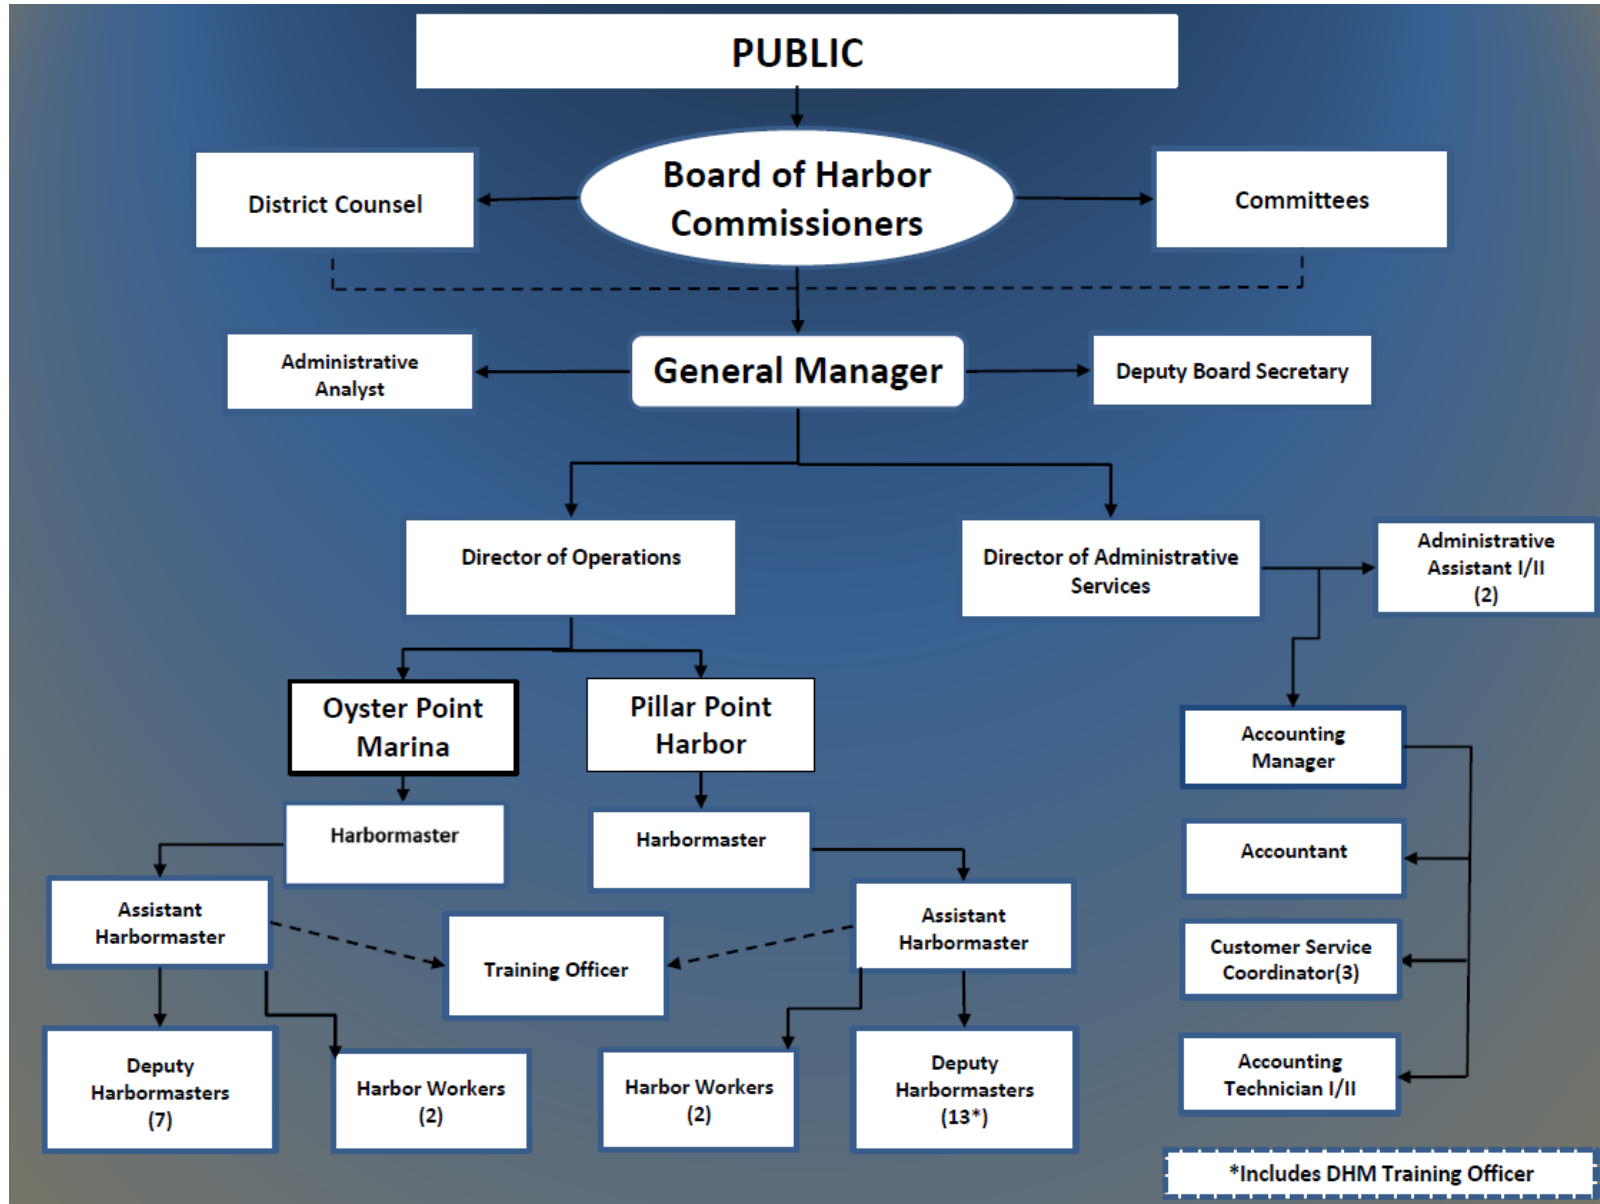 PUBLIC
Board of Harbor
Commissioners
District Counsel
Committees
General Manager
Administrative
Analyst
Deputy Board Secretary
Director of Operations
Director of Administrative
Services
Administrative
Assistant I/II
(2)
Oyster Point
Marina
Pillar Point
Harbor
Accounting
Manager
Harbormaster
Harbormaster
Accountant
Assistant
Harbormaster
Training Officer
Assistant
Harbormaster
Customer Service
Coordinator(3)
Deputy
Harbormasters
(7)
Harbor Workers
(2)
Harbor Workers
(2)
Deputy
Harbormasters
(13*)
Accounting
Technician I/II
*Includes DHM Training Officer